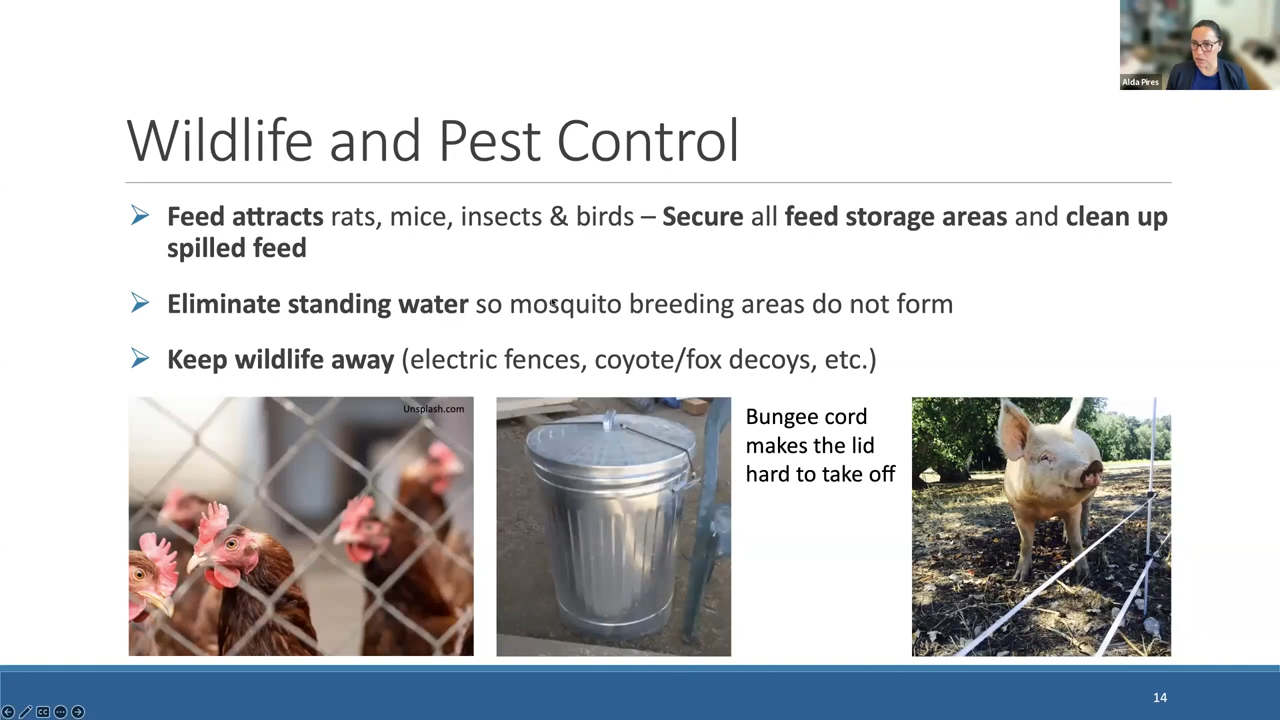 Alda Pires
Wildlife and Pest Control
Feed attracts rats, mice, insects & birds – Secure all feed storage areas and clean up
spilled feed
Eliminate standing water so mosquito breeding areas do not form
Keep wildlife away (electric fences, coyote/fox decoys, etc.)
Unsplash.com
Bungee cord
makes the lid
hard to take off
14
CC